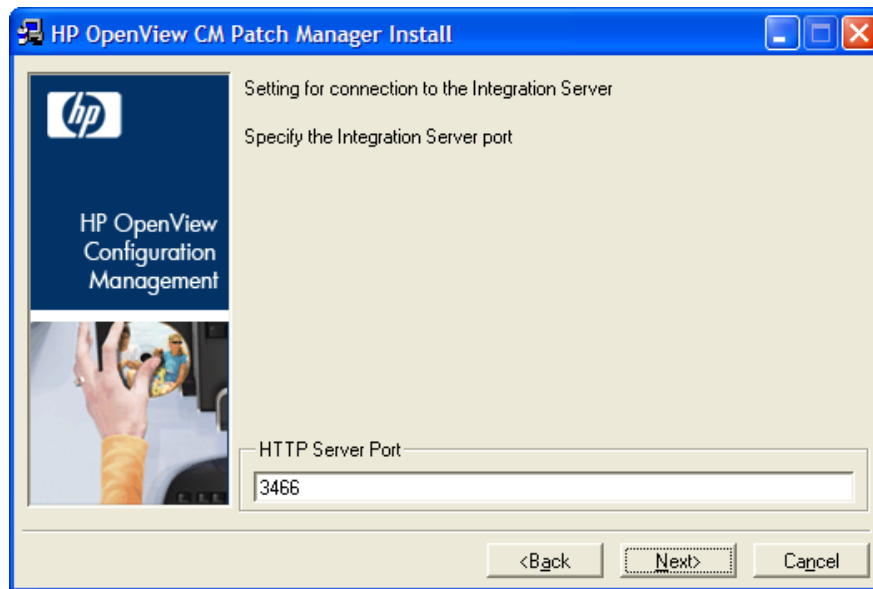 HP OpenView CM Patch Manager Install
hp
HP OpenView
Configuration
Management
Setting for connection to the Integration Server
Specify the Integration Server port
HTTP Server Port
3466
<Back
Next>
Cancel